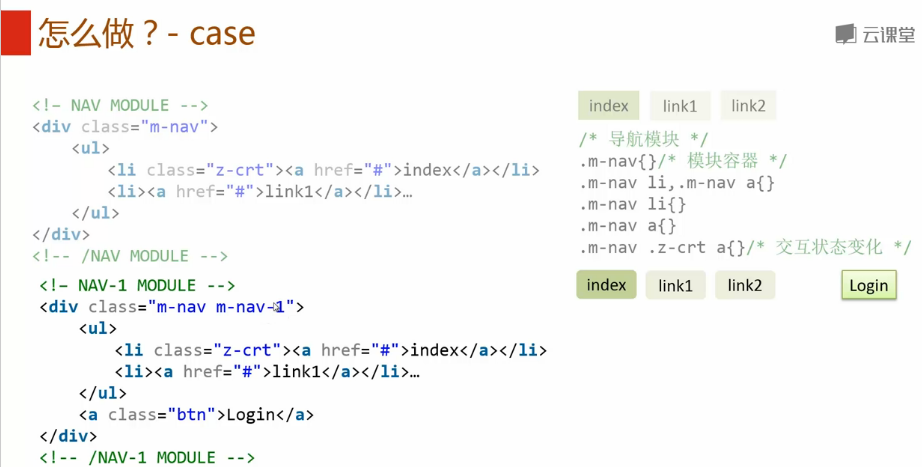 怎么做？- case
云课堂
<!– NAV MODULE -->
<div class="m-nav">
<ul>
<li class="z-crt"><a href="#">index</a></li>
<li><a href="#">link1</a></li>…
</ul>
</div>
<!-- /NAV MODULE -->
<!– NAV-1 MODULE -->
<div class="m-nav m-nav-1">
<ul>
<li class="z-crt"><a href="#">index</a></li>
<li><a href="#">link1</a></li>…
</ul>
<a class="btn">Login</a>
</div>
<!-- /NAV-1 MODULE -->
index link1 link2
/* 导航模块 */
.m-nav{}/* 模块容器 */
.m-nav li,.m-nav a{}
.m-nav li{}
.m-nav a{}
.m-nav .z-crt a{}/* 交互状态变化 */
index link1 link2 Login